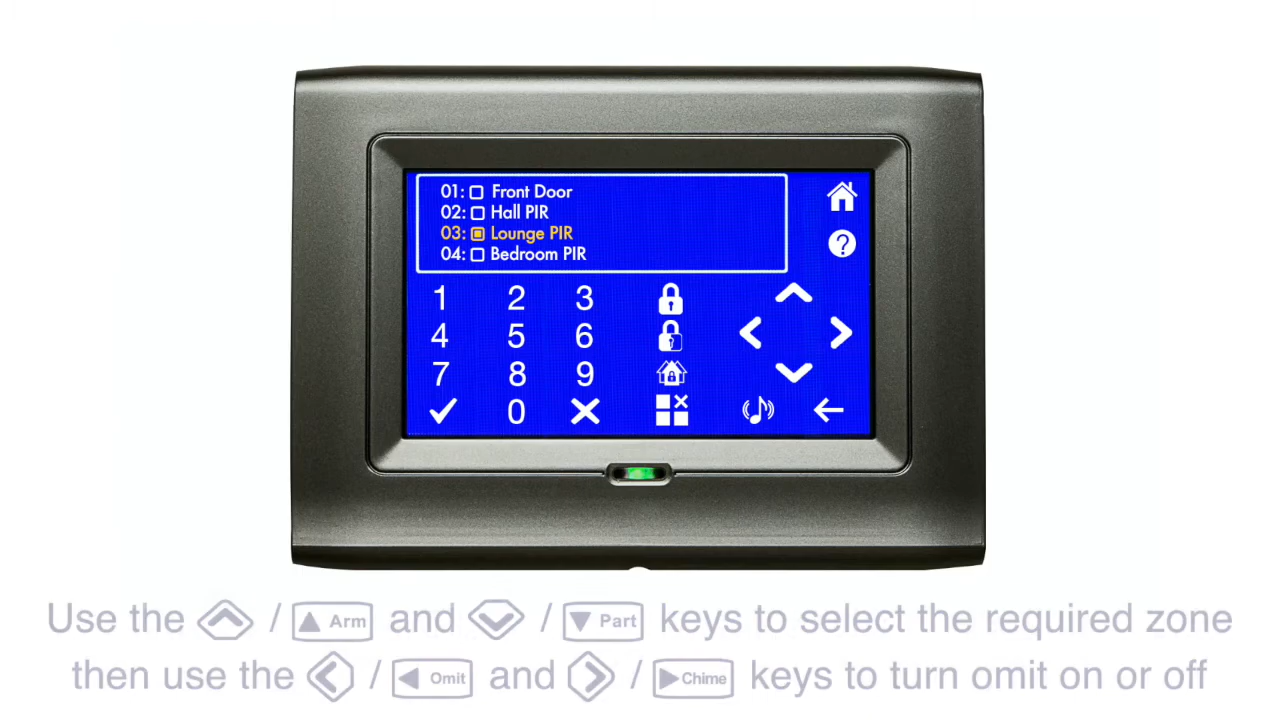 01: Front Door
02: Hall PIR
03: Lounge PIR
04: Bedroom PIR
1 2 3
4 5 6
7 8 9
0
Use the / Arm and / Part keys to select the required zone
then use the / Omit and / Chime keys to turn omit on or off